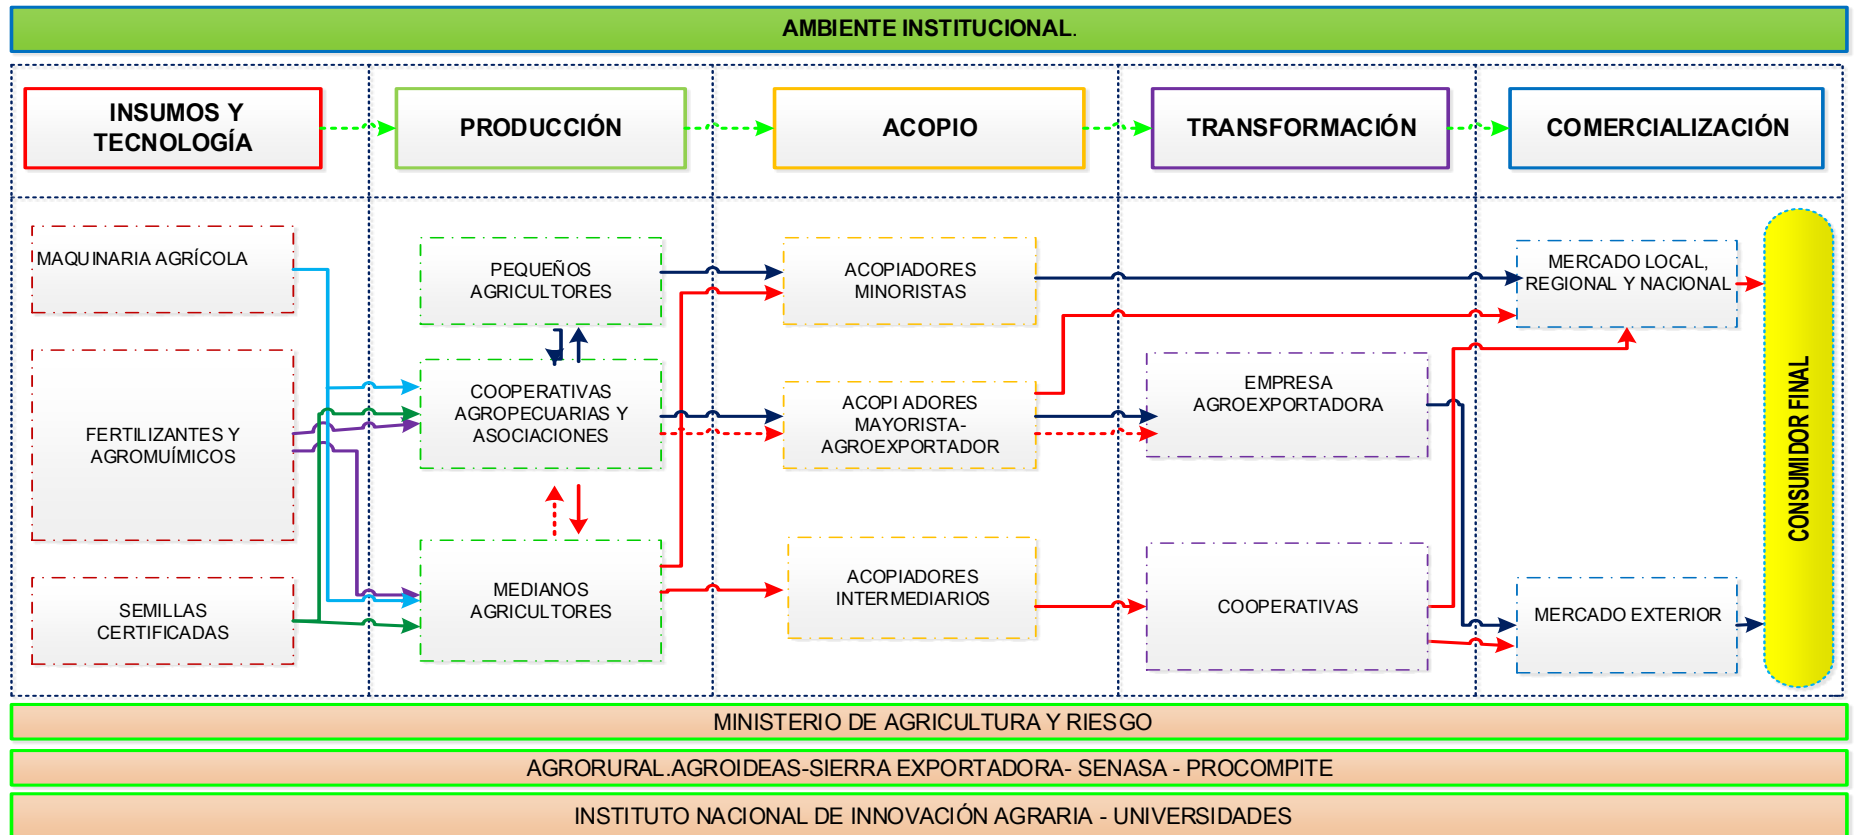 AMBIENTE INSTITUCIONAL.
INSUMOS Y
TECNOLOGÍA
PRODUCCIÓN
ACOPIO
TRANSFORMACIÓN
COMERCIALIZACIÓN
MAQUINARIA AGRÍCOLA
FERTILIZANTES Y
AGROMUÍMICOS
SEMILLAS
CERTIFICADAS
PEQUEÑOS
AGRICULTORES
COOPERATIVAS
AGROPECUARIAS Y
ASOCIACIONES
MEDIANOS
AGRICULTORES
ACOPIADORES
MINORISTAS
ACOPIADORES
MAYORISTA-
AGROEXPORTADOR
ACOPIADORES
INTERMEDIARIOS
EMPRESA
AGROEXPORTADORA
COOPERATIVAS
MERCADO LOCAL,
REGIONAL Y NACIONAL
MERCADO EXTERIOR
CONSUMIDOR FINAL
MINISTERIO DE AGRICULTURA Y RIESGO
AGRORURAL.AGROIDEAS-SIERRA EXPORTADORA- SENASA - PROCOMPITE
INSTITUTO NACIONAL DE INNOVACIÓN AGRARIA - UNIVERSIDADES